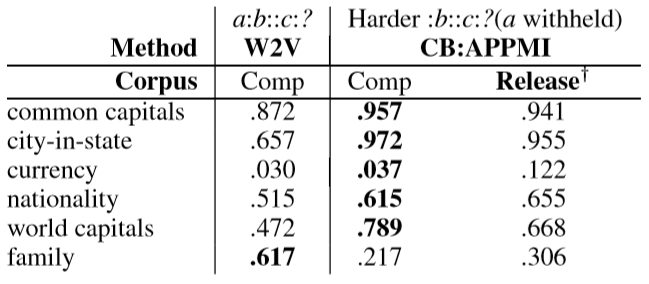 a:b::c:? Harder :b::c:?(a withheld)
Method W2V CB:APPMI
Corpus Comp Comp Release†
common capitals .872 .957 .941
city-in-state .657 .972 .955
currency .030 .037 .122
nationality .515 .615 .655
world capitals .472 .789 .668
family .617 .217 .306